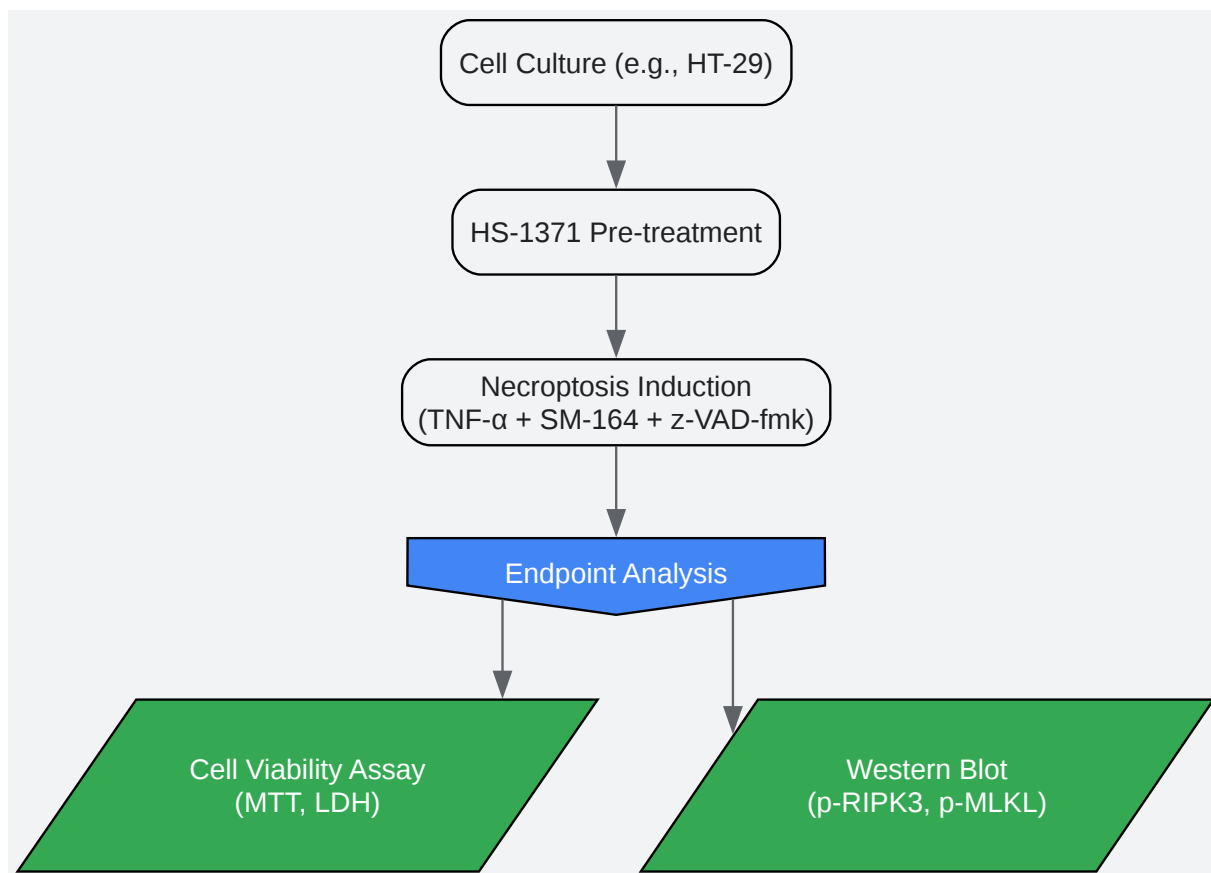 Cell Culture (e.g., HT-29)
HS-1371 Pre-treatment
Necroptosis Induction
(TNF-α + SM-164 + z-VAD-fmk)
Endpoint Analysis
Cell Viability Assay
(MTT, LDH)
Western Blot
(p-RIPK3, p-MLKL)